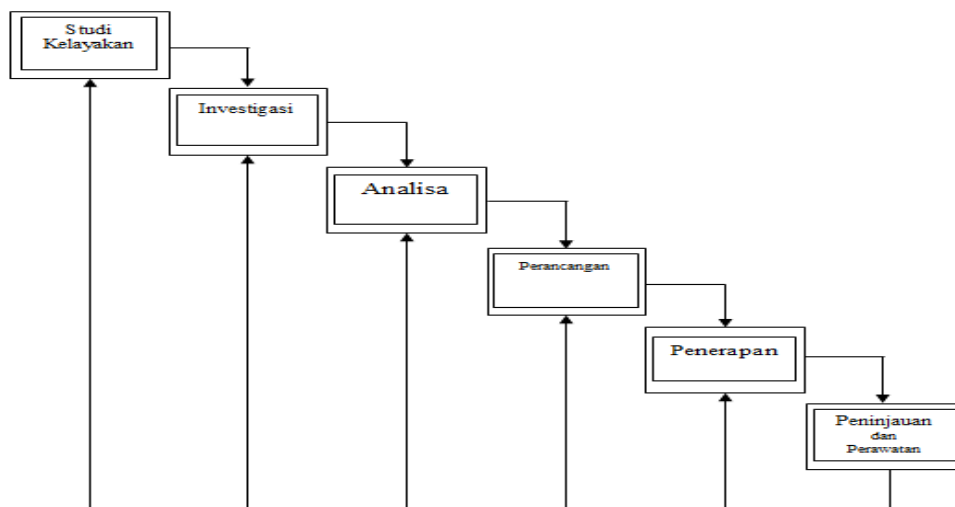 Studi
Kelayakan
Investigasi
Analisa
Perancangan
Penerapan
Peninjauan
dan
Perawatan